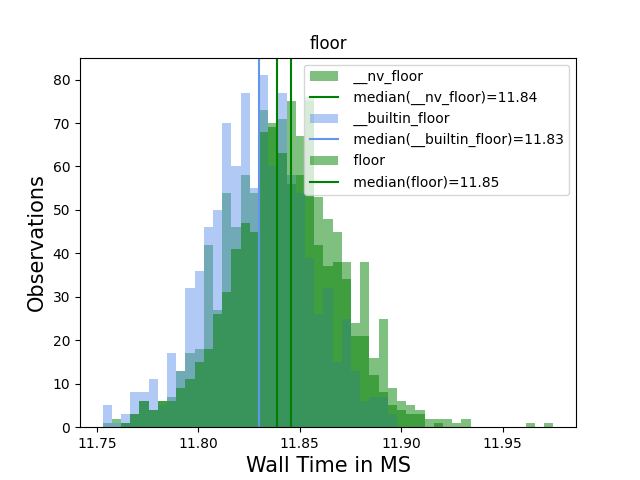 floor
80
70
60
50
40
30
20
10
0
Observations
__nv_floor
median(__nv_floor)=11.84
__builtin_floor
median(__builtin_floor)=11.83
floor
median(floor)=11.85
11.75 11.80 11.85 11.90 11.95
Wall Time in MS